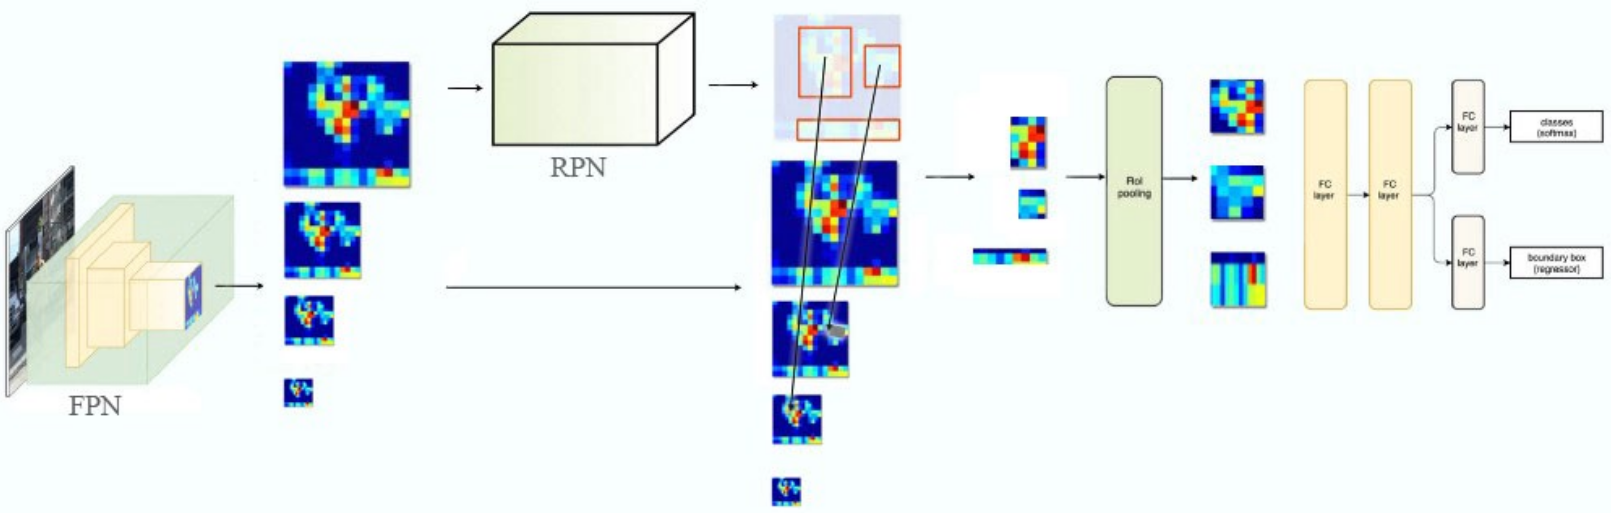 FPN
RPN
RoI
pooling
FC
layer
FC
layer
FC
layer
classes
(softmax)
FC
layer
boundary box
(regressor)